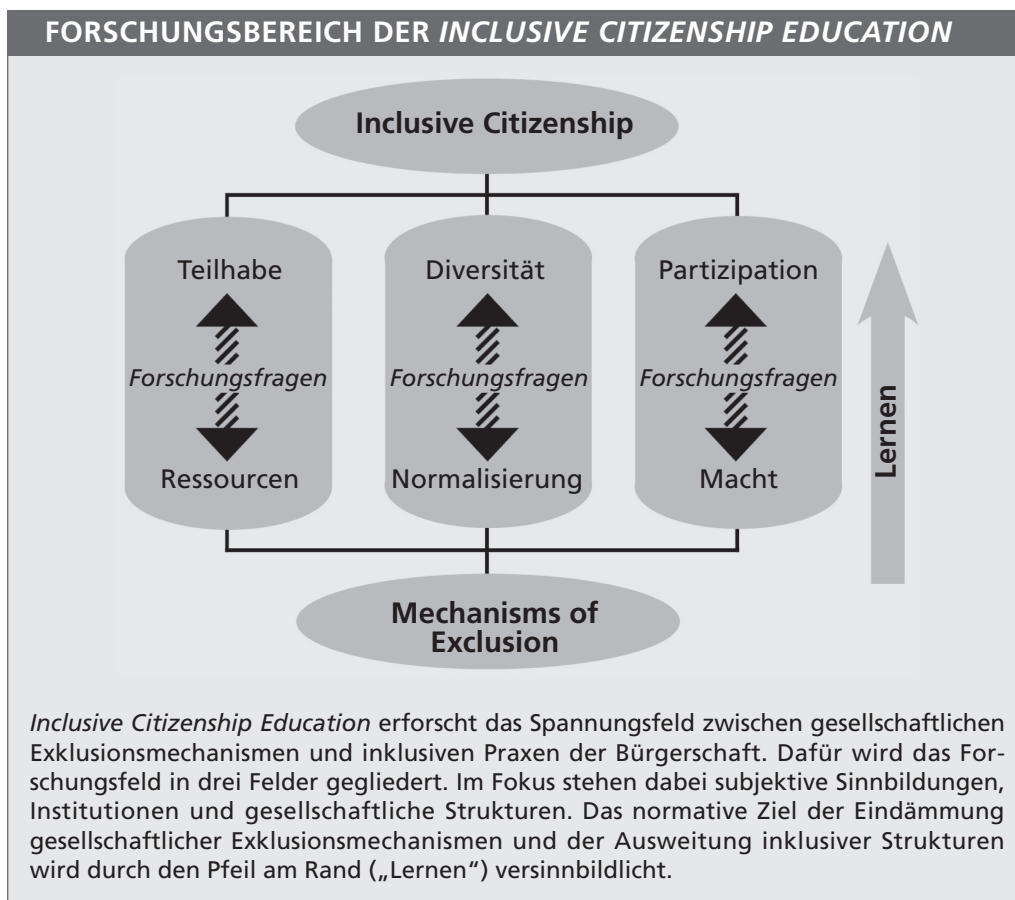 FORSCHUNGSBEREICH DER INCLUSIVE CITIZENSHIP EDUCATION
Inclusive Citizenship
Teilhabe
Forschungsfragen
Ressourcen
Diversität
Forschungsfragen
Normalisierung
Partizipation
Forschungsfragen
Macht
Lernen
Mechanisms of
Exclusion
Inclusive Citizenship Education erforscht das Spannungsfeld zwischen gesellschaftlichen
Exklusionsmechanismen und inklusiven Praxen der Bürgerschaft. Dafür wird das For-
schungsfeld in drei Felder gegliedert. Im Fokus stehen dabei subjektive Sinnbildungen,
Institutionen und gesellschaftliche Strukturen. Das normative Ziel der Eindämmung
gesellschaftlicher Exklusionsmechanismen und der Ausweitung inklusiver Strukturen
wird durch den Pfeil am Rand („Lernen“) versinnbildlicht.